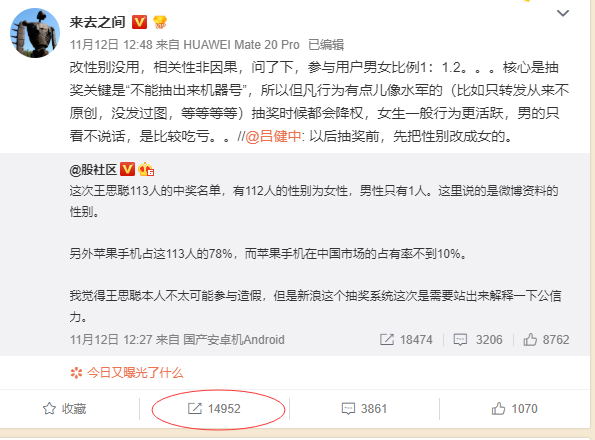 来去之间
11月12日 12:48 来自 HUAWEI Mate 20 Pro 已编辑
改性别没用，相关性非因果，问了下，参与用户男女比例1：1.2。。。核心是抽
奖关键是“不能抽出来机器号”，所以但凡行为有点儿像水军的（比如只转发从来不
原创，没发过图，等等等等）抽奖时候都会降权，女生一般行为更活跃，男的只
看不说话，是比较吃亏。。//@吕健中: 以后抽奖前，先把性别改成女的。
@股社区
这次王思聪113人的中奖名单，有112人的性别为女性，男性只有1人。这里说的是微博资料的
性别。
另外苹果手机占这113人的78%，而苹果手机在中国市场的占有率不到10%。
我觉得王思聪本人不太可能参与造假，但是新浪这个抽奖系统这次是需要站出来解释一下公信
力。
11月12日 12:27 来自 国产安卓机Android 18474 3206 8762
今日又曝光了什么
收藏 14952 3861 1070